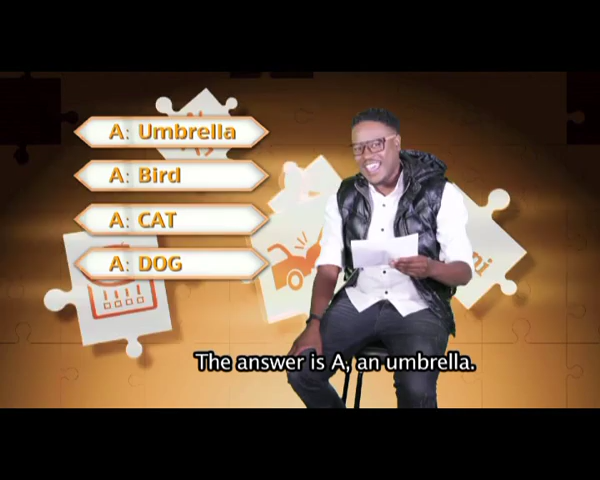 A: Umbrella
A: Bird
A: CAT
A: DOG
The answer is A, an umbrella.